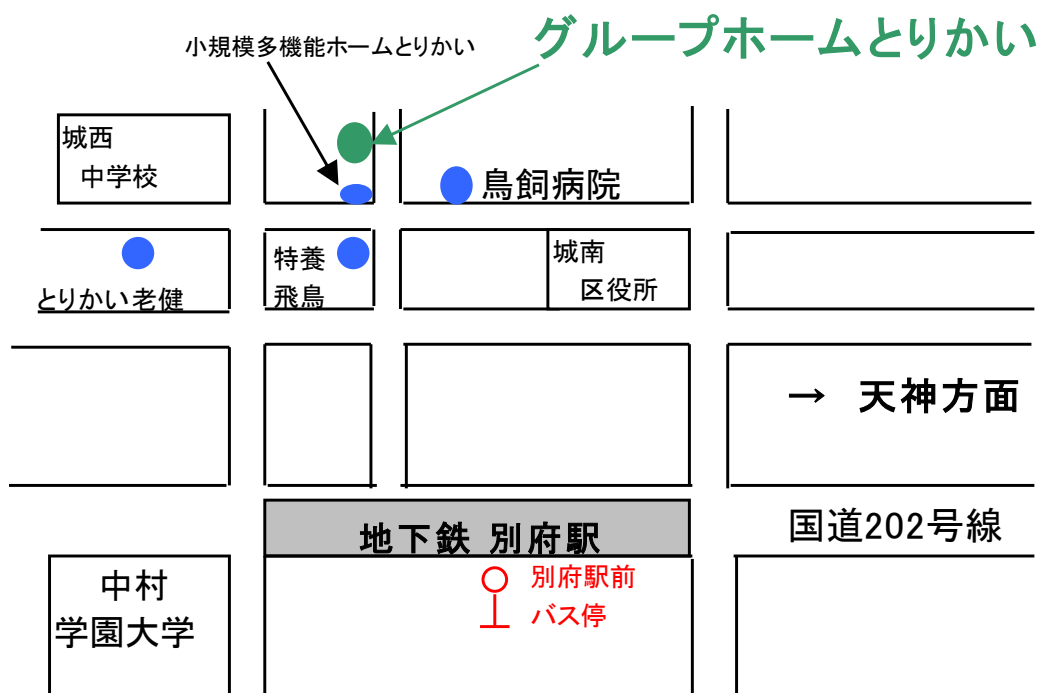 グループホームとりかい
小規模多機能ホームとりかい
城西
中学校
鳥飼病院
とりかい老健
特養
飛鳥
城南
区役所
→ 天神方面
地下鉄 別府駅
国道202号線
中村
学園大学
別府駅前
バス停